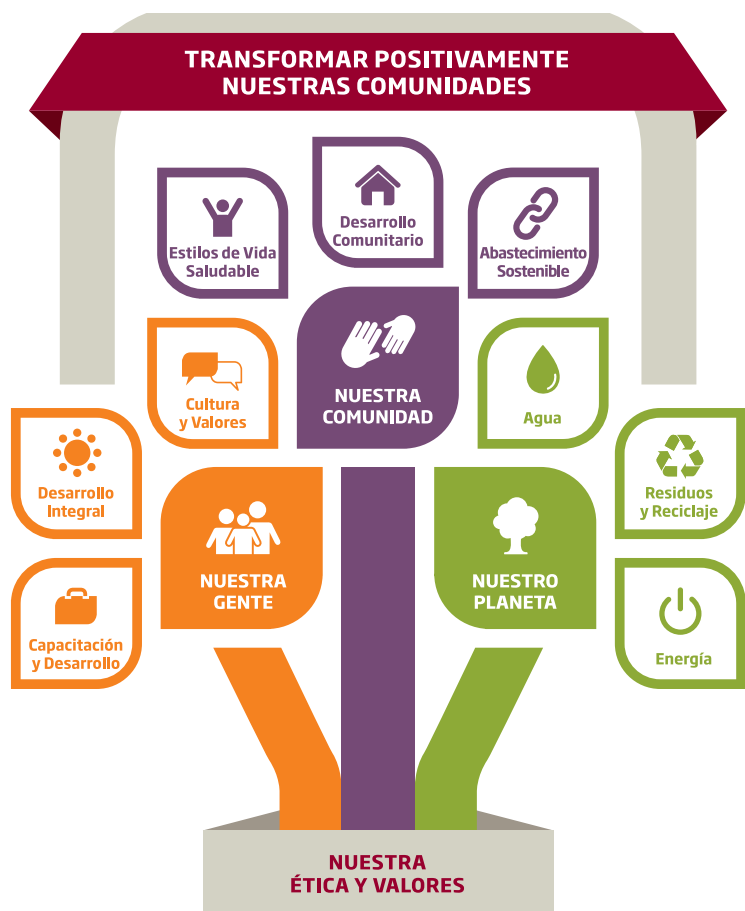 TRANSFORMAR POSITIVAMENTE
NUESTRAS COMUNIDADES
Estilos de Vida
Saludable
Desarrollo
Comunitario
Abastecimiento
Sostenible
Cultura
y Valores
NUESTRA
COMUNIDAD
Agua
Desarrollo
Integral
NUESTRA
GENTE
NUESTRO
PLANETA
Residuos
y Reciclaje
Capacitación
y Desarrollo
Energía
NUESTRA
ÉTICA Y VALORES